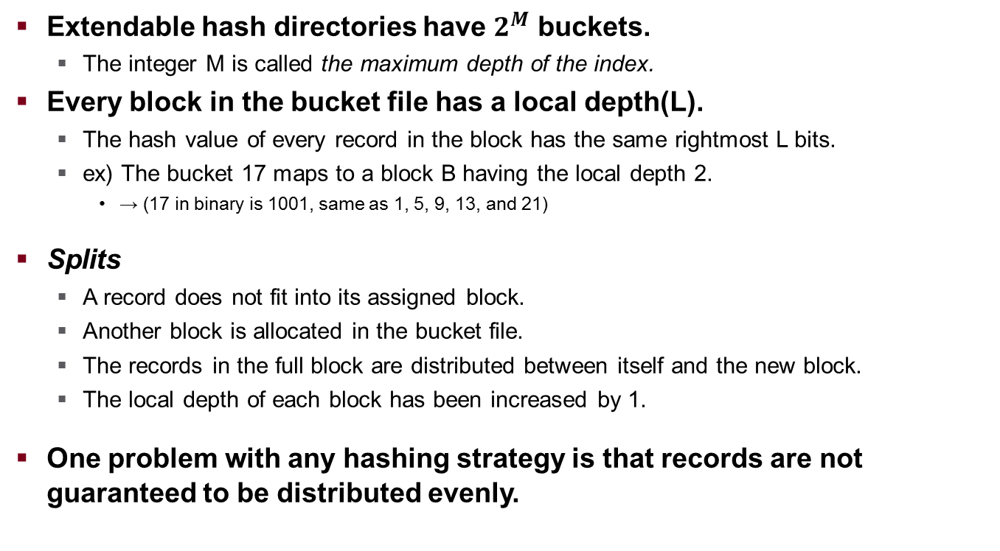 ▪ Extendable hash directories have 2^M buckets.
▪ The integer M is called the maximum depth of the index.
▪ Every block in the bucket file has a local depth(L).
▪ The hash value of every record in the block has the same rightmost L bits.
▪ ex) The bucket 17 maps to a block B having the local depth 2.
• → (17 in binary is 1001, same as 1, 5, 9, 13, and 21)
▪ Splits
▪ A record does not fit into its assigned block.
▪ Another block is allocated in the bucket file.
▪ The records in the full block are distributed between itself and the new block.
▪ The local depth of each block has been increased by 1.
▪ One problem with any hashing strategy is that records are not
guaranteed to be distributed evenly.